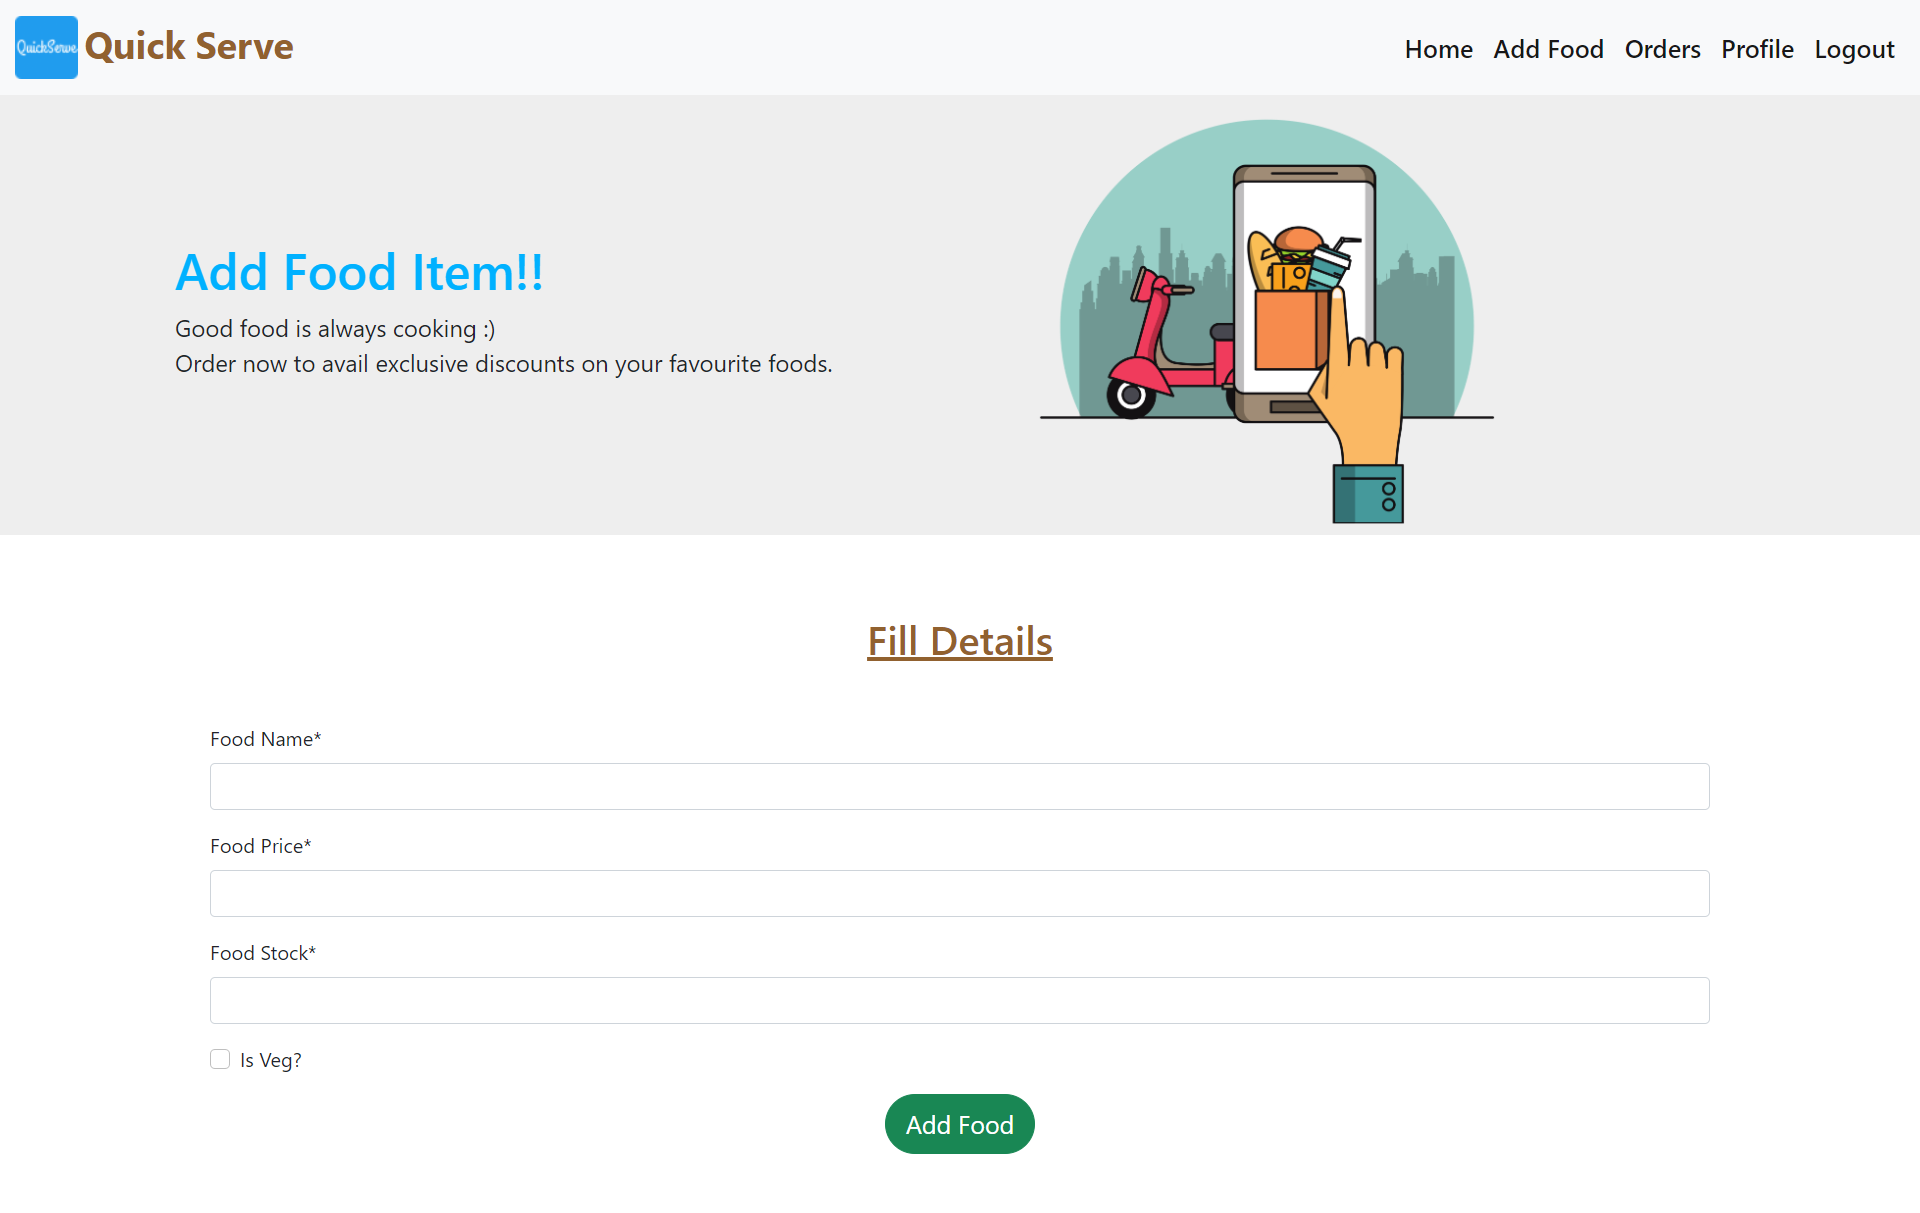 QuickServe
Quick Serve
Home Add Food Orders Profile Logout
Add Food Item!!
Good food is always cooking :)
Order now to avail exclusive discounts on your favourite foods.
Fill Details
Food Name*
Food Price*
Food Stock*
Is Veg?
Add Food